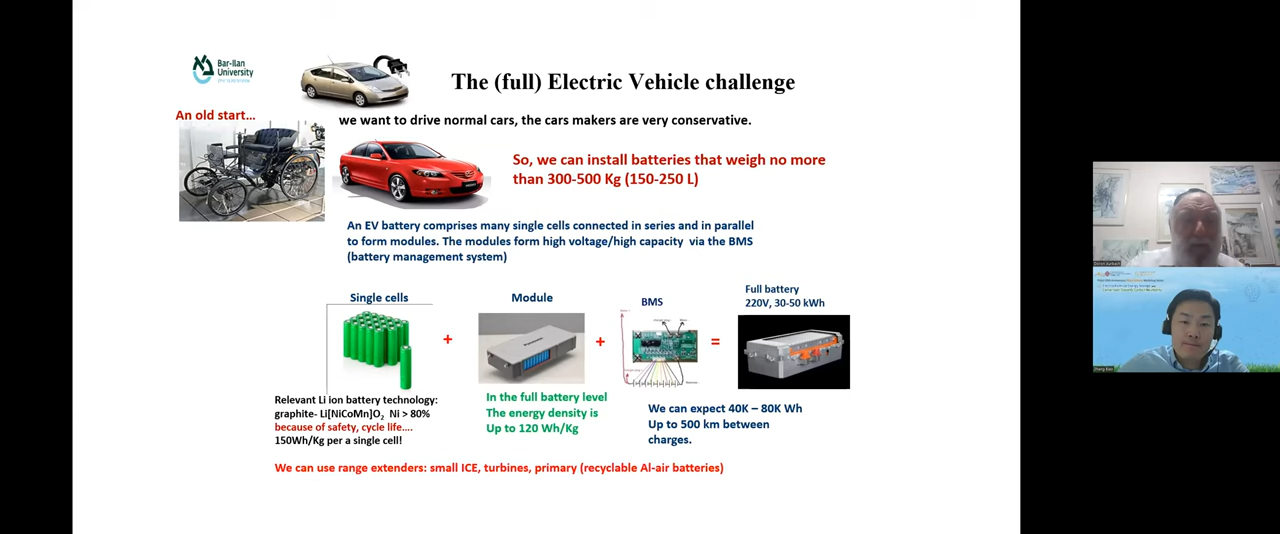 Bar-Ilan
University
The (full) Electric Vehicle challenge
An old start...
we want to drive normal cars, the cars makers are very conservative.
So, we can install batteries that weigh no more
than 300-500 Kg (150-250 L)
An EV battery comprises many single cells connected in series and in parallel
to form modules. The modules form high voltage/high capacity via the BMS
(battery management system)
Single cells
Module
BMS
Full battery
220V, 30-50 kWh
+
+
=
Relevant Li ion battery technology:
graphite- Li[NiCoMn]O2 Ni > 80%
because of safety, cycle life....
150Wh/Kg per a single cell!
In the full battery level
The energy density is
Up to 120 Wh/Kg
We can expect 40K – 80K Wh
Up to 500 km between
charges.
We can use range extenders: small ICE, turbines, primary (recyclable Al-air batteries)
Doron Aurbach